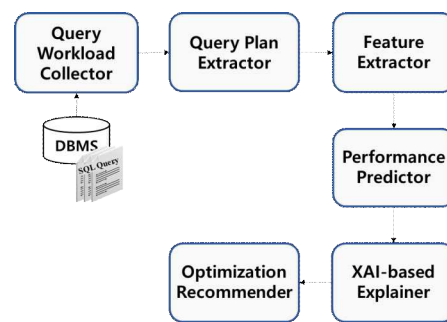 Query
Workload
Collector
Query Plan
Extractor
Feature
Extractor
DBMS
SQL Query
Performance
Predictor
Optimization
Recommender
XAI-based
Explainer